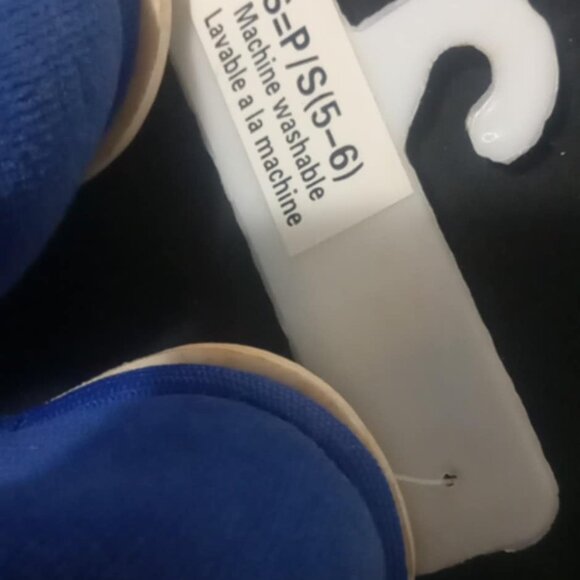 S=P/S(5-6)
Machine washable
Lavable a la machine